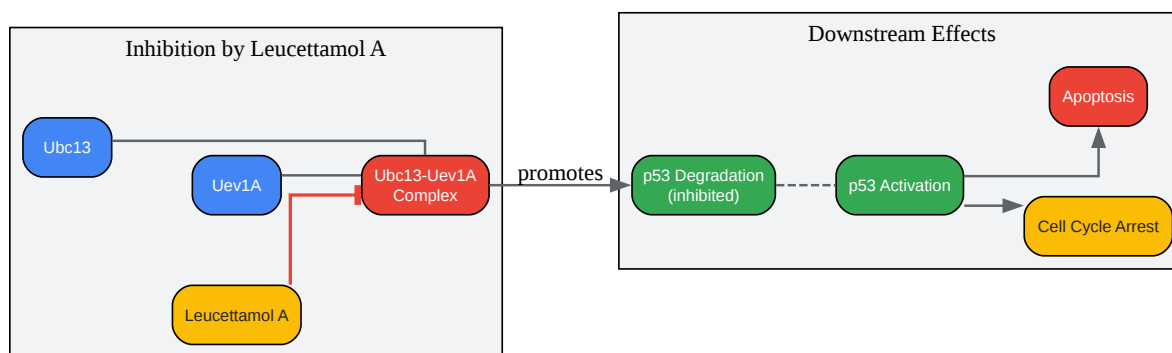 Inhibition by Leucettamol A
Ubc13
Uev1A
Ubc13-Uev1A
Complex
Leucettamol A
promotes
Downstream Effects
p53 Degradation
(inhibited)
p53 Activation
Apoptosis
Cell Cycle Arrest